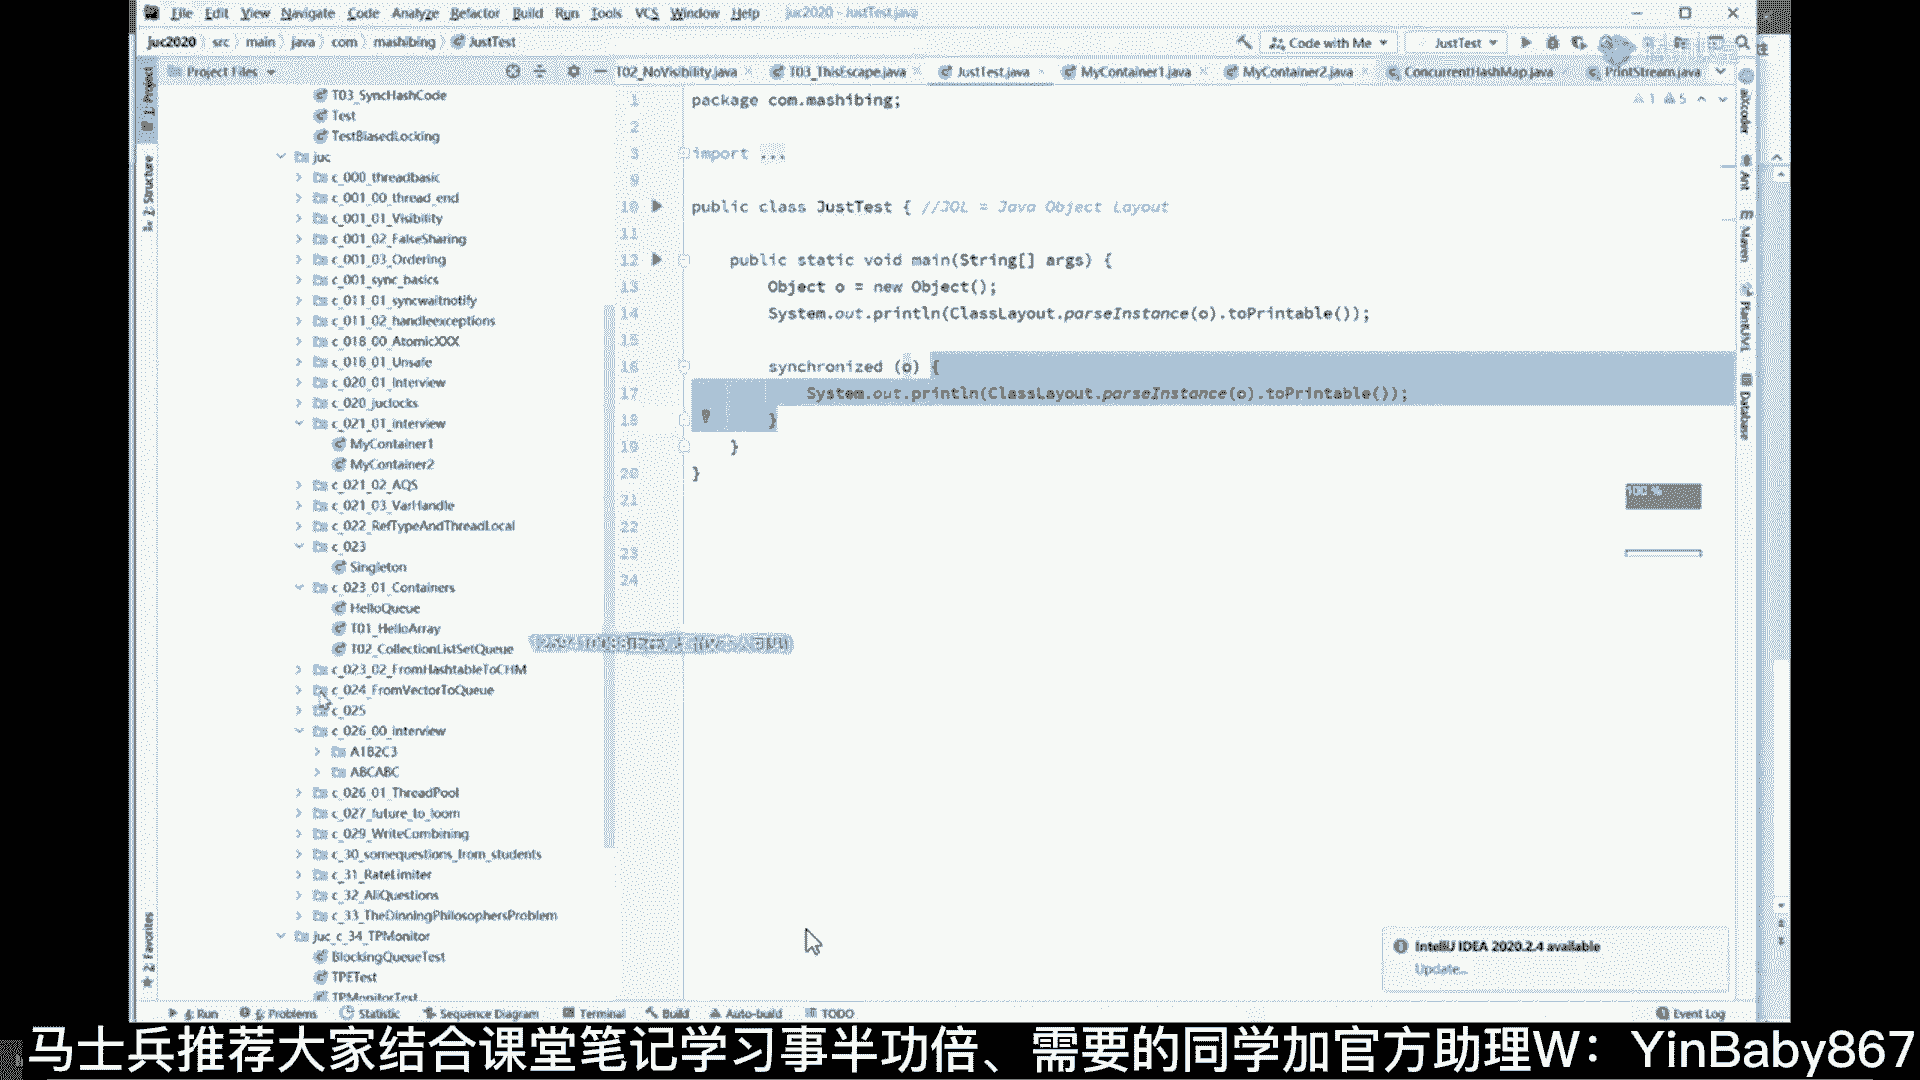 File Edit View Navigate Code Analyze Refactor Build Run Tools VCS Window Help juc2020 - JustTest.java
juc2020 src main java com mashibing JustTest Code with Me JustTest
Project Files T02_NoVisibility.java T03_ThisEscape.java JustTest.java MyContainer1.java MyContainer2.java ConcurrentHashMap.java PrintStream.java
1: Project
Z: Structure
2: Favorites
T03_SyncHashCode
Test
TestBiasedLocking
juc
c_000_threadbasic
c_001_00_thread_end
c_001_01_Visibility
c_001_02_FalseSharing
c_001_03_Ordering
c_001_sync_basics
c_011_01_syncwaitnotify
c_011_02_handleexceptions
c_018_00_AtomicXXX
c_018_01_Unsafe
c_020_01_Interview
c_020_juclocks
c_021_01_interview
MyContainer1
MyContainer2
c_021_02_AQS
c_021_03_VarHandle
c_022_RefTypeAndThreadLocal
c_023
Singleton
c_023_01_Containers
HelloQueue
T01_HelloArray
T02_CollectionListSetQueue
c_023_02_FromHashtableToCHM
c_024_FromVectorToQueue
c_025
c_026_00_interview
A1B2C3
ABCABC
c_026_01_ThreadPool
c_027_future_to_loom
c_029_WriteCombining
c_30_somequestions_from_students
c_31_RateLimiter
c_32_AliQuestions
c_33_TheDinningPhilosophersProblem
juc_c_34_TPMonitor
BlockingQueueTest
TPETest
TPMonitorTest
1 package com.mashibing;
2
3 import ...
9
10 public class JustTest { //JOL = Java Object Layout
11
12 public static void main(String[] args) {
13 Object o = new Object();
14 System.out.println(ClassLayout.parseInstance(o).toPrintable());
15
16 synchronized (o) {
17 System.out.println(ClassLayout.parseInstance(o).toPrintable());
18 }
19 }
20 }
21
22
23
24
1 5
aiXcoder
Ant
Maven
PlantUML
Database
100 %
IntelliJ IDEA 2020.2.4 available
Update...
4: Run 6: Problems Statistic Sequence Diagram Terminal Build Auto-build TODO Event Log
马士兵推荐大家结合课堂笔记学习事半功倍、需要的同学加官方助理W：YinBaby867